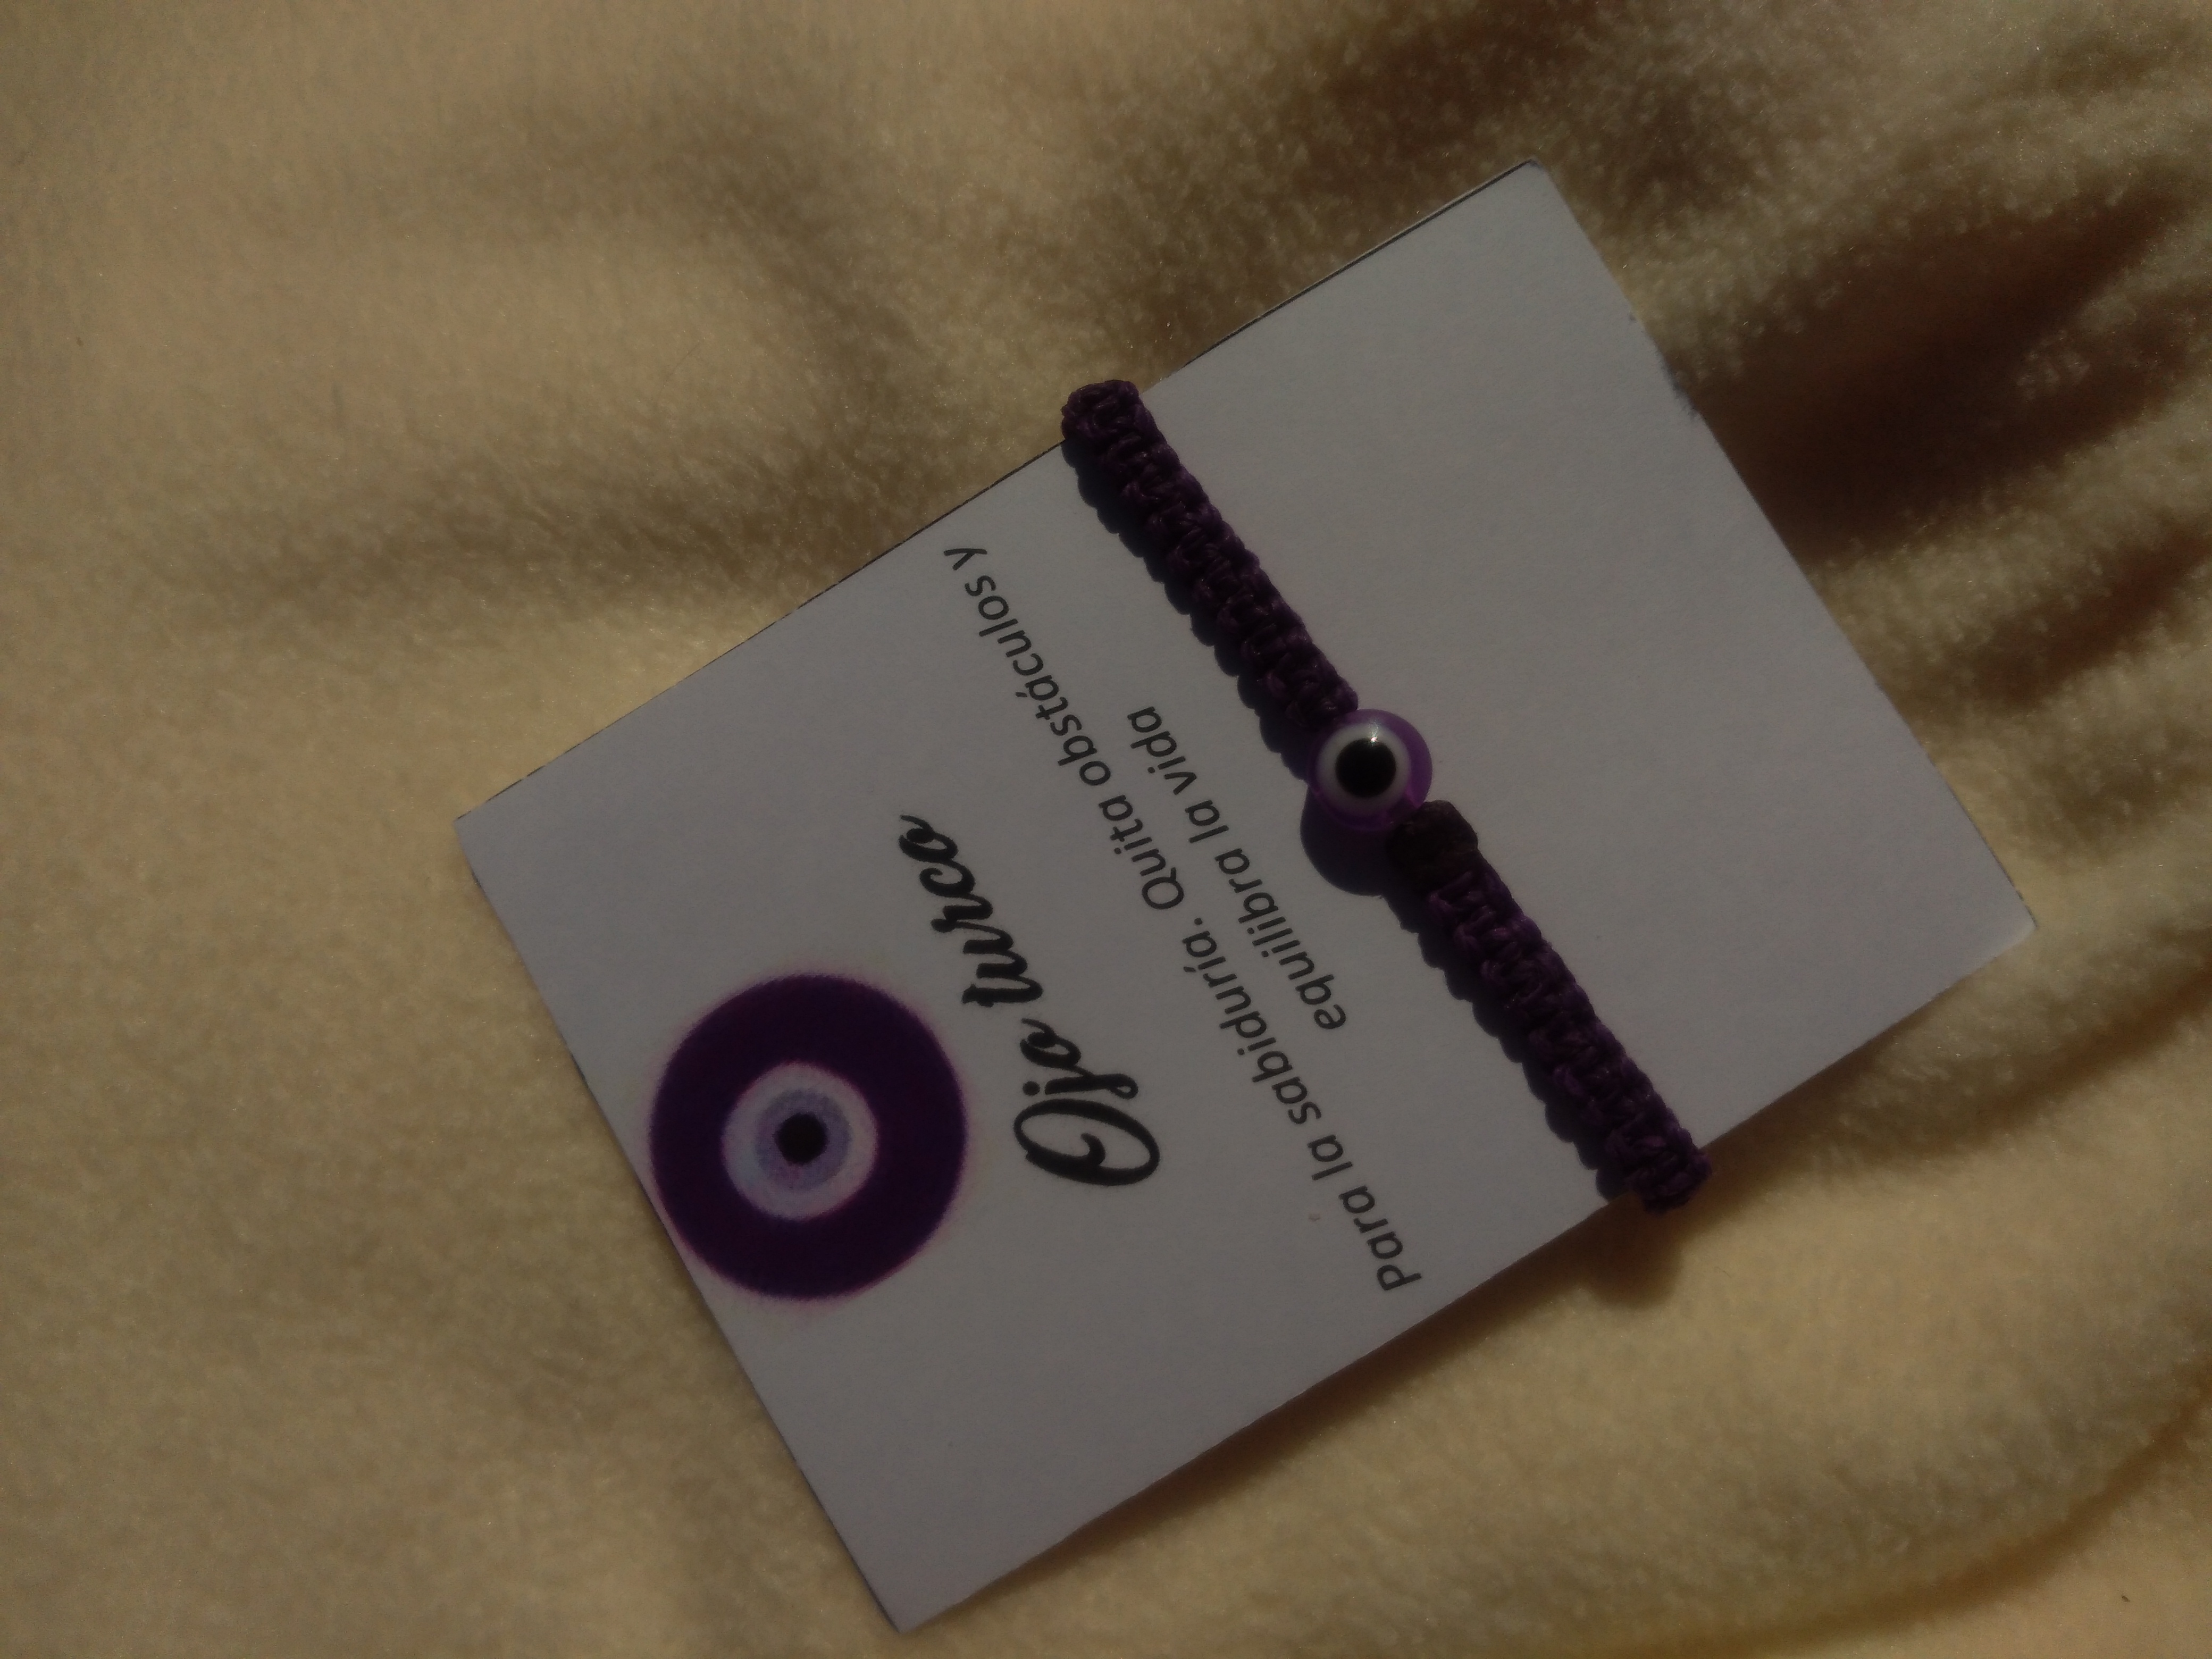 Ojo turco
Para la sabiduría. Quita obstáculos y
equilibra la vida